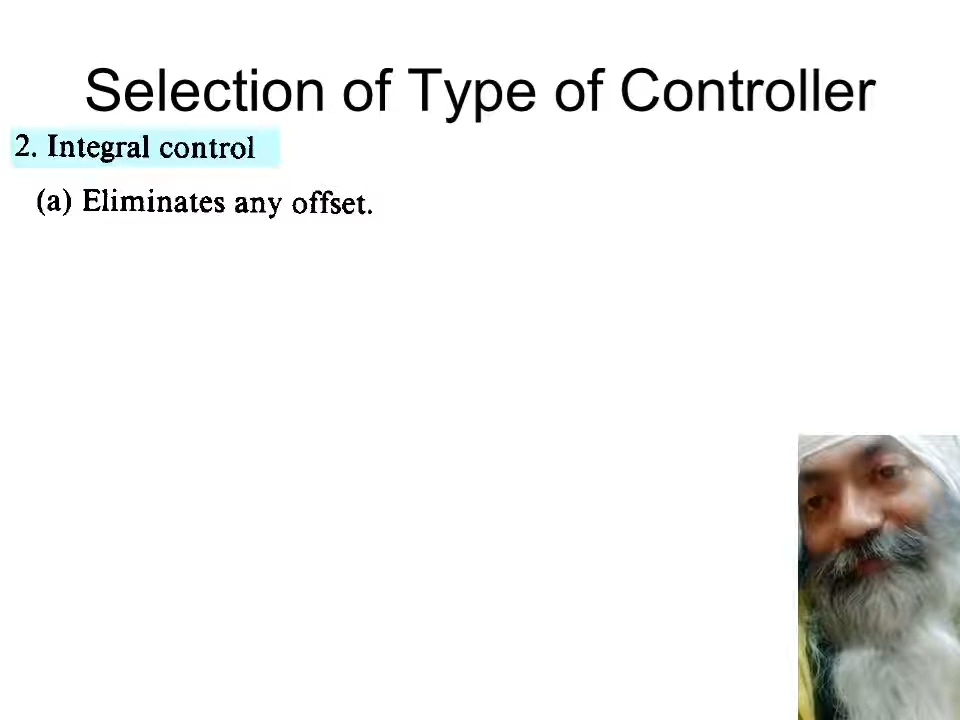 Selection of Type of Controller
2. Integral control
(a) Eliminates any offset.